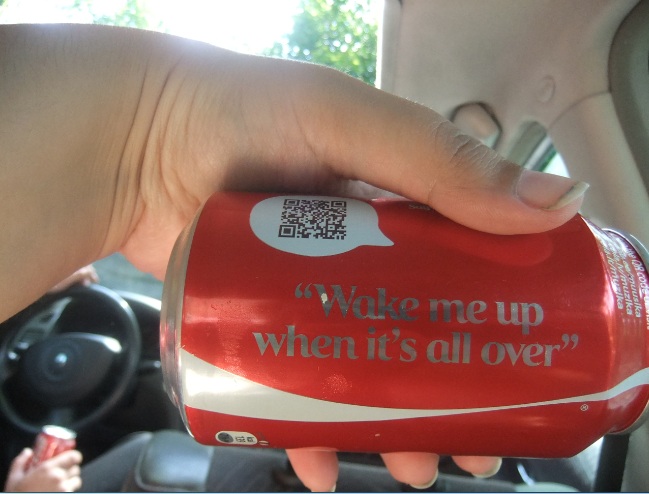 “Wake me up
when it’s all over”
®